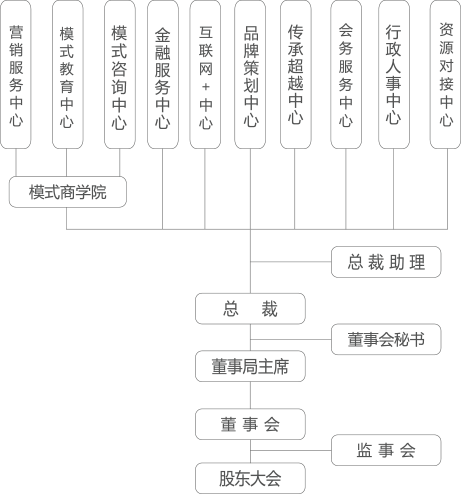 营销服务中心
模式教育中心
模式咨询中心
金融服务中心
互联网+中心
品牌策划中心
传承超越中心
会务服务中心
行政人事中心
资源对接中心
模式商学院
总裁助理
总 裁
董事会秘书
董事局主席
董事会
监事会
股东大会